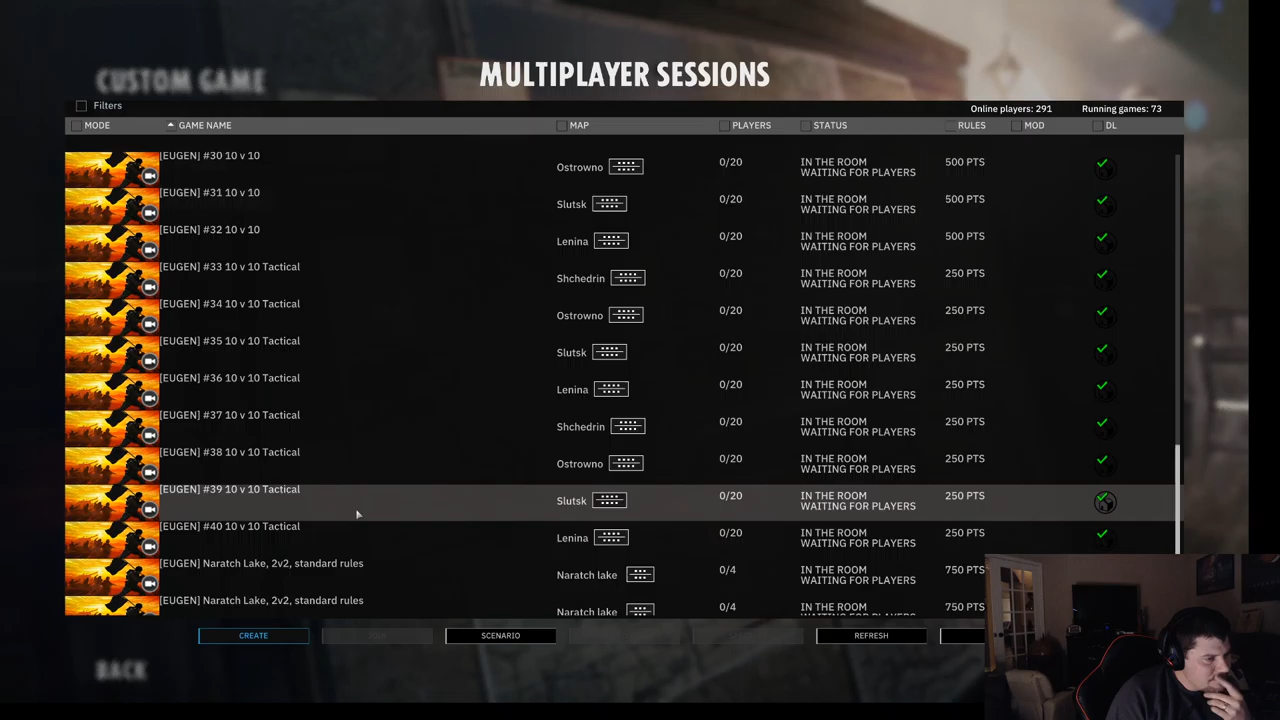 CUSTOM GAME
MULTIPLAYER SESSIONS
Filters
Online players: 291 Running games: 73
MODE GAME NAME MAP PLAYERS STATUS RULES MOD DL
[EUGEN] #30 10 v 10 Ostrowno 0/20 IN THE ROOM 500 PTS
WAITING FOR PLAYERS
[EUGEN] #31 10 v 10 Slutsk 0/20 IN THE ROOM 500 PTS
WAITING FOR PLAYERS
[EUGEN] #32 10 v 10 Lenina 0/20 IN THE ROOM 500 PTS
WAITING FOR PLAYERS
[EUGEN] #33 10 v 10 Tactical Shchedrin 0/20 IN THE ROOM 250 PTS
WAITING FOR PLAYERS
[EUGEN] #34 10 v 10 Tactical Ostrowno 0/20 IN THE ROOM 250 PTS
WAITING FOR PLAYERS
[EUGEN] #35 10 v 10 Tactical Slutsk 0/20 IN THE ROOM 250 PTS
WAITING FOR PLAYERS
[EUGEN] #36 10 v 10 Tactical Lenina 0/20 IN THE ROOM 250 PTS
WAITING FOR PLAYERS
[EUGEN] #37 10 v 10 Tactical Shchedrin 0/20 IN THE ROOM 250 PTS
WAITING FOR PLAYERS
[EUGEN] #38 10 v 10 Tactical Ostrowno 0/20 IN THE ROOM 250 PTS
WAITING FOR PLAYERS
[EUGEN] #39 10 v 10 Tactical Slutsk 0/20 IN THE ROOM 250 PTS
WAITING FOR PLAYERS
[EUGEN] #40 10 v 10 Tactical Lenina 0/20 IN THE ROOM 250 PTS
WAITING FOR PLAYERS
[EUGEN] Naratch Lake, 2v2, standard rules Naratch lake 0/4 IN THE ROOM 750 PTS
WAITING FOR PLAYERS
[EUGEN] Naratch Lake, 2v2, standard rules Naratch lake 0/4 IN THE ROOM 750 PTS
CREATE JOIN SCENARIO REFRESH
BACK